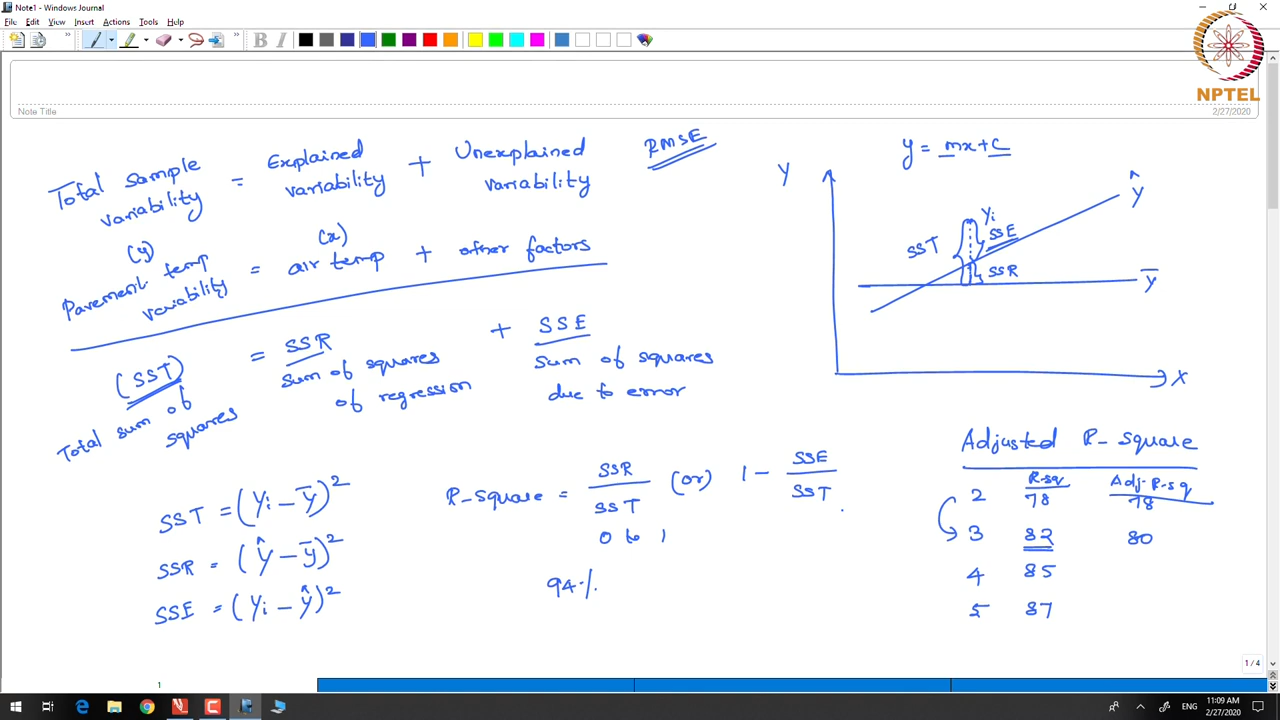 Note1 - Windows Journal
File Edit View Insert Actions Tools Help
B I
NPTEL
2/27/2020
Note Title
Total sample variability = Explained variability + Unexplained variability RMSE
(y) (x)
Pavement temp variability = air temp + other factors
(SST) = SSR + SSE
Total sum of squares
sum of squares of regression
sum of squares due to error
SST = (Yi - Y̅)²
SSR = (Ŷ - Y̅)²
SSE = (Yi - Ŷ)²
R-square = SSR / SST (or) 1 - SSE / SST
0 to 1
94%
y = mx+c
Y
Ŷ
Yi
SST SSE
SSR
Y̅
X
Adjusted R-square
R-sq Adj-R-sq
2 78 78
3 82 80
4 85
5 87
1/4
1
ENG
11:09 AM
2/27/2020